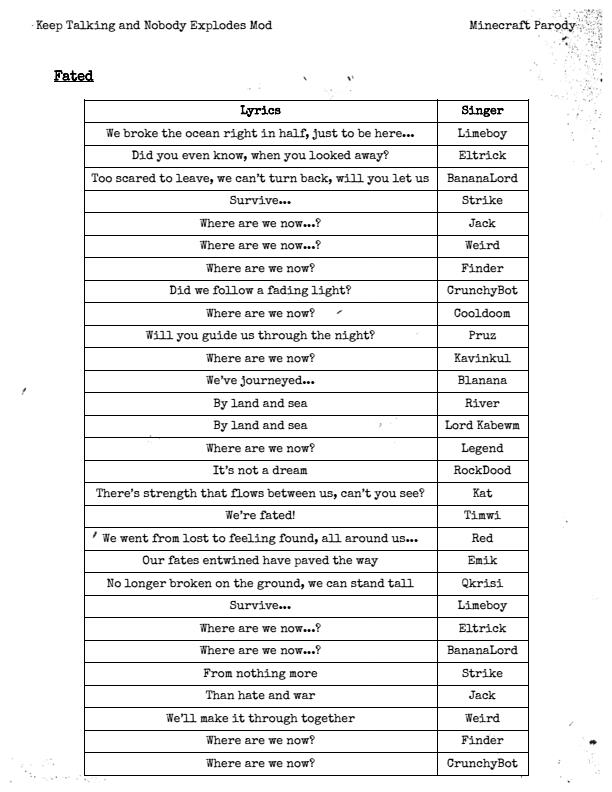 Keep Talking and Nobody Explodes Mod Minecraft Parody
Fated
Lyrics Singer
We broke the ocean right in half, just to be here... Limeboy
Did you even know, when you looked away? Eltrick
Too scared to leave, we can't turn back, will you let us BananaLord
Survive... Strike
Where are we now...? Jack
Where are we now...? Weird
Where are we now? Finder
Did we follow a fading light? CrunchyBot
Where are we now? Cooldoom
Will you guide us through the night? Pruz
Where are we now? Kavinkul
We've journeyed... Blanana
By land and sea River
By land and sea Lord Kabewm
Where are we now? Legend
It's not a dream RockDood
There's strength that flows between us, can't you see? Kat
We're fated! Timwi
We went from lost to feeling found, all around us... Red
Our fates entwined have paved the way Emik
No longer broken on the ground, we can stand tall Qkrisi
Survive... Limeboy
Where are we now...? Eltrick
Where are we now...? BananaLord
From nothing more Strike
Than hate and war Jack
We'll make it through together Weird
Where are we now? Finder
Where are we now? CrunchyBot